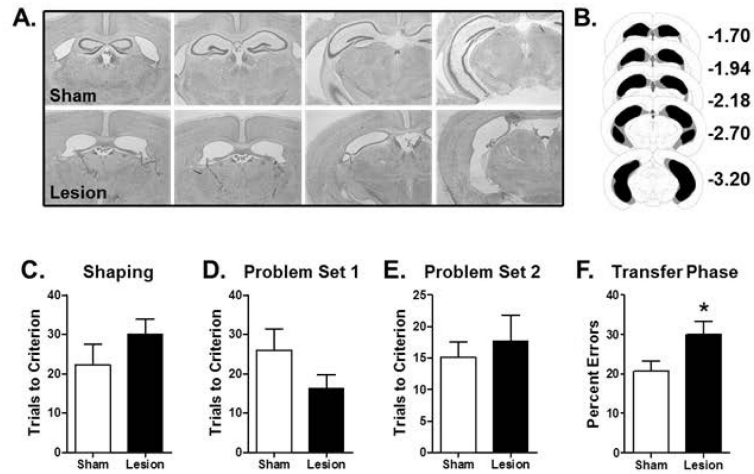 A.
Sham
Lesion
B.
-1.70
-1.94
-2.18
-2.70
-3.20
C. Shaping
Trials to Criterion
40
30
20
10
0
Sham Lesion
D. Problem Set 1
Trials to Criterion
40
30
20
10
0
Sham Lesion
E. Problem Set 2
Trials to Criterion
25
20
15
10
5
0
Sham Lesion
F. Transfer Phase
Percent Errors
40
30
20
10
0
*
Sham Lesion